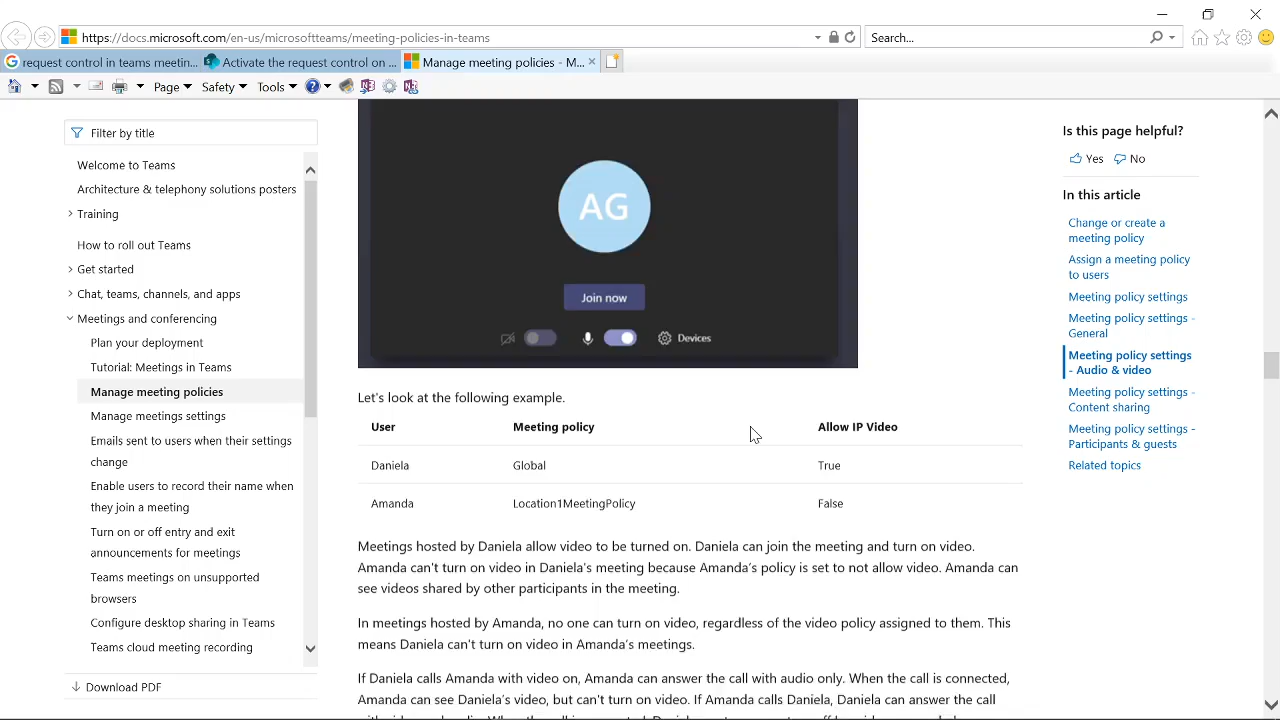 https://docs.microsoft.com/en-us/microsoftteams/meeting-policies-in-teams
Search...
request control in teams meetin...
Activate the request control on ...
Manage meeting policies - M...
Page
Safety
Tools
Filter by title
Welcome to Teams
Architecture & telephony solutions posters
Training
How to roll out Teams
Get started
Chat, teams, channels, and apps
Meetings and conferencing
Plan your deployment
Tutorial: Meetings in Teams
Manage meeting policies
Manage meetings settings
Emails sent to users when their settings
change
Enable users to record their name when
they join a meeting
Turn on or off entry and exit
announcements for meetings
Teams meetings on unsupported
browsers
Configure desktop sharing in Teams
Teams cloud meeting recording
Download PDF
AG
Join now
Devices
Let's look at the following example.
User Meeting policy Allow IP Video
Daniela Global True
Amanda Location1MeetingPolicy False
Meetings hosted by Daniela allow video to be turned on. Daniela can join the meeting and turn on video.
Amanda can't turn on video in Daniela's meeting because Amanda's policy is set to not allow video. Amanda can
see videos shared by other participants in the meeting.
In meetings hosted by Amanda, no one can turn on video, regardless of the video policy assigned to them. This
means Daniela can't turn on video in Amanda's meetings.
If Daniela calls Amanda with video on, Amanda can answer the call with audio only. When the call is connected,
Amanda can see Daniela's video, but can't turn on video. If Amanda calls Daniela, Daniela can answer the call
Is this page helpful?
Yes No
In this article
Change or create a
meeting policy
Assign a meeting policy
to users
Meeting policy settings
Meeting policy settings -
General
Meeting policy settings
- Audio & video
Meeting policy settings -
Content sharing
Meeting policy settings -
Participants & guests
Related topics